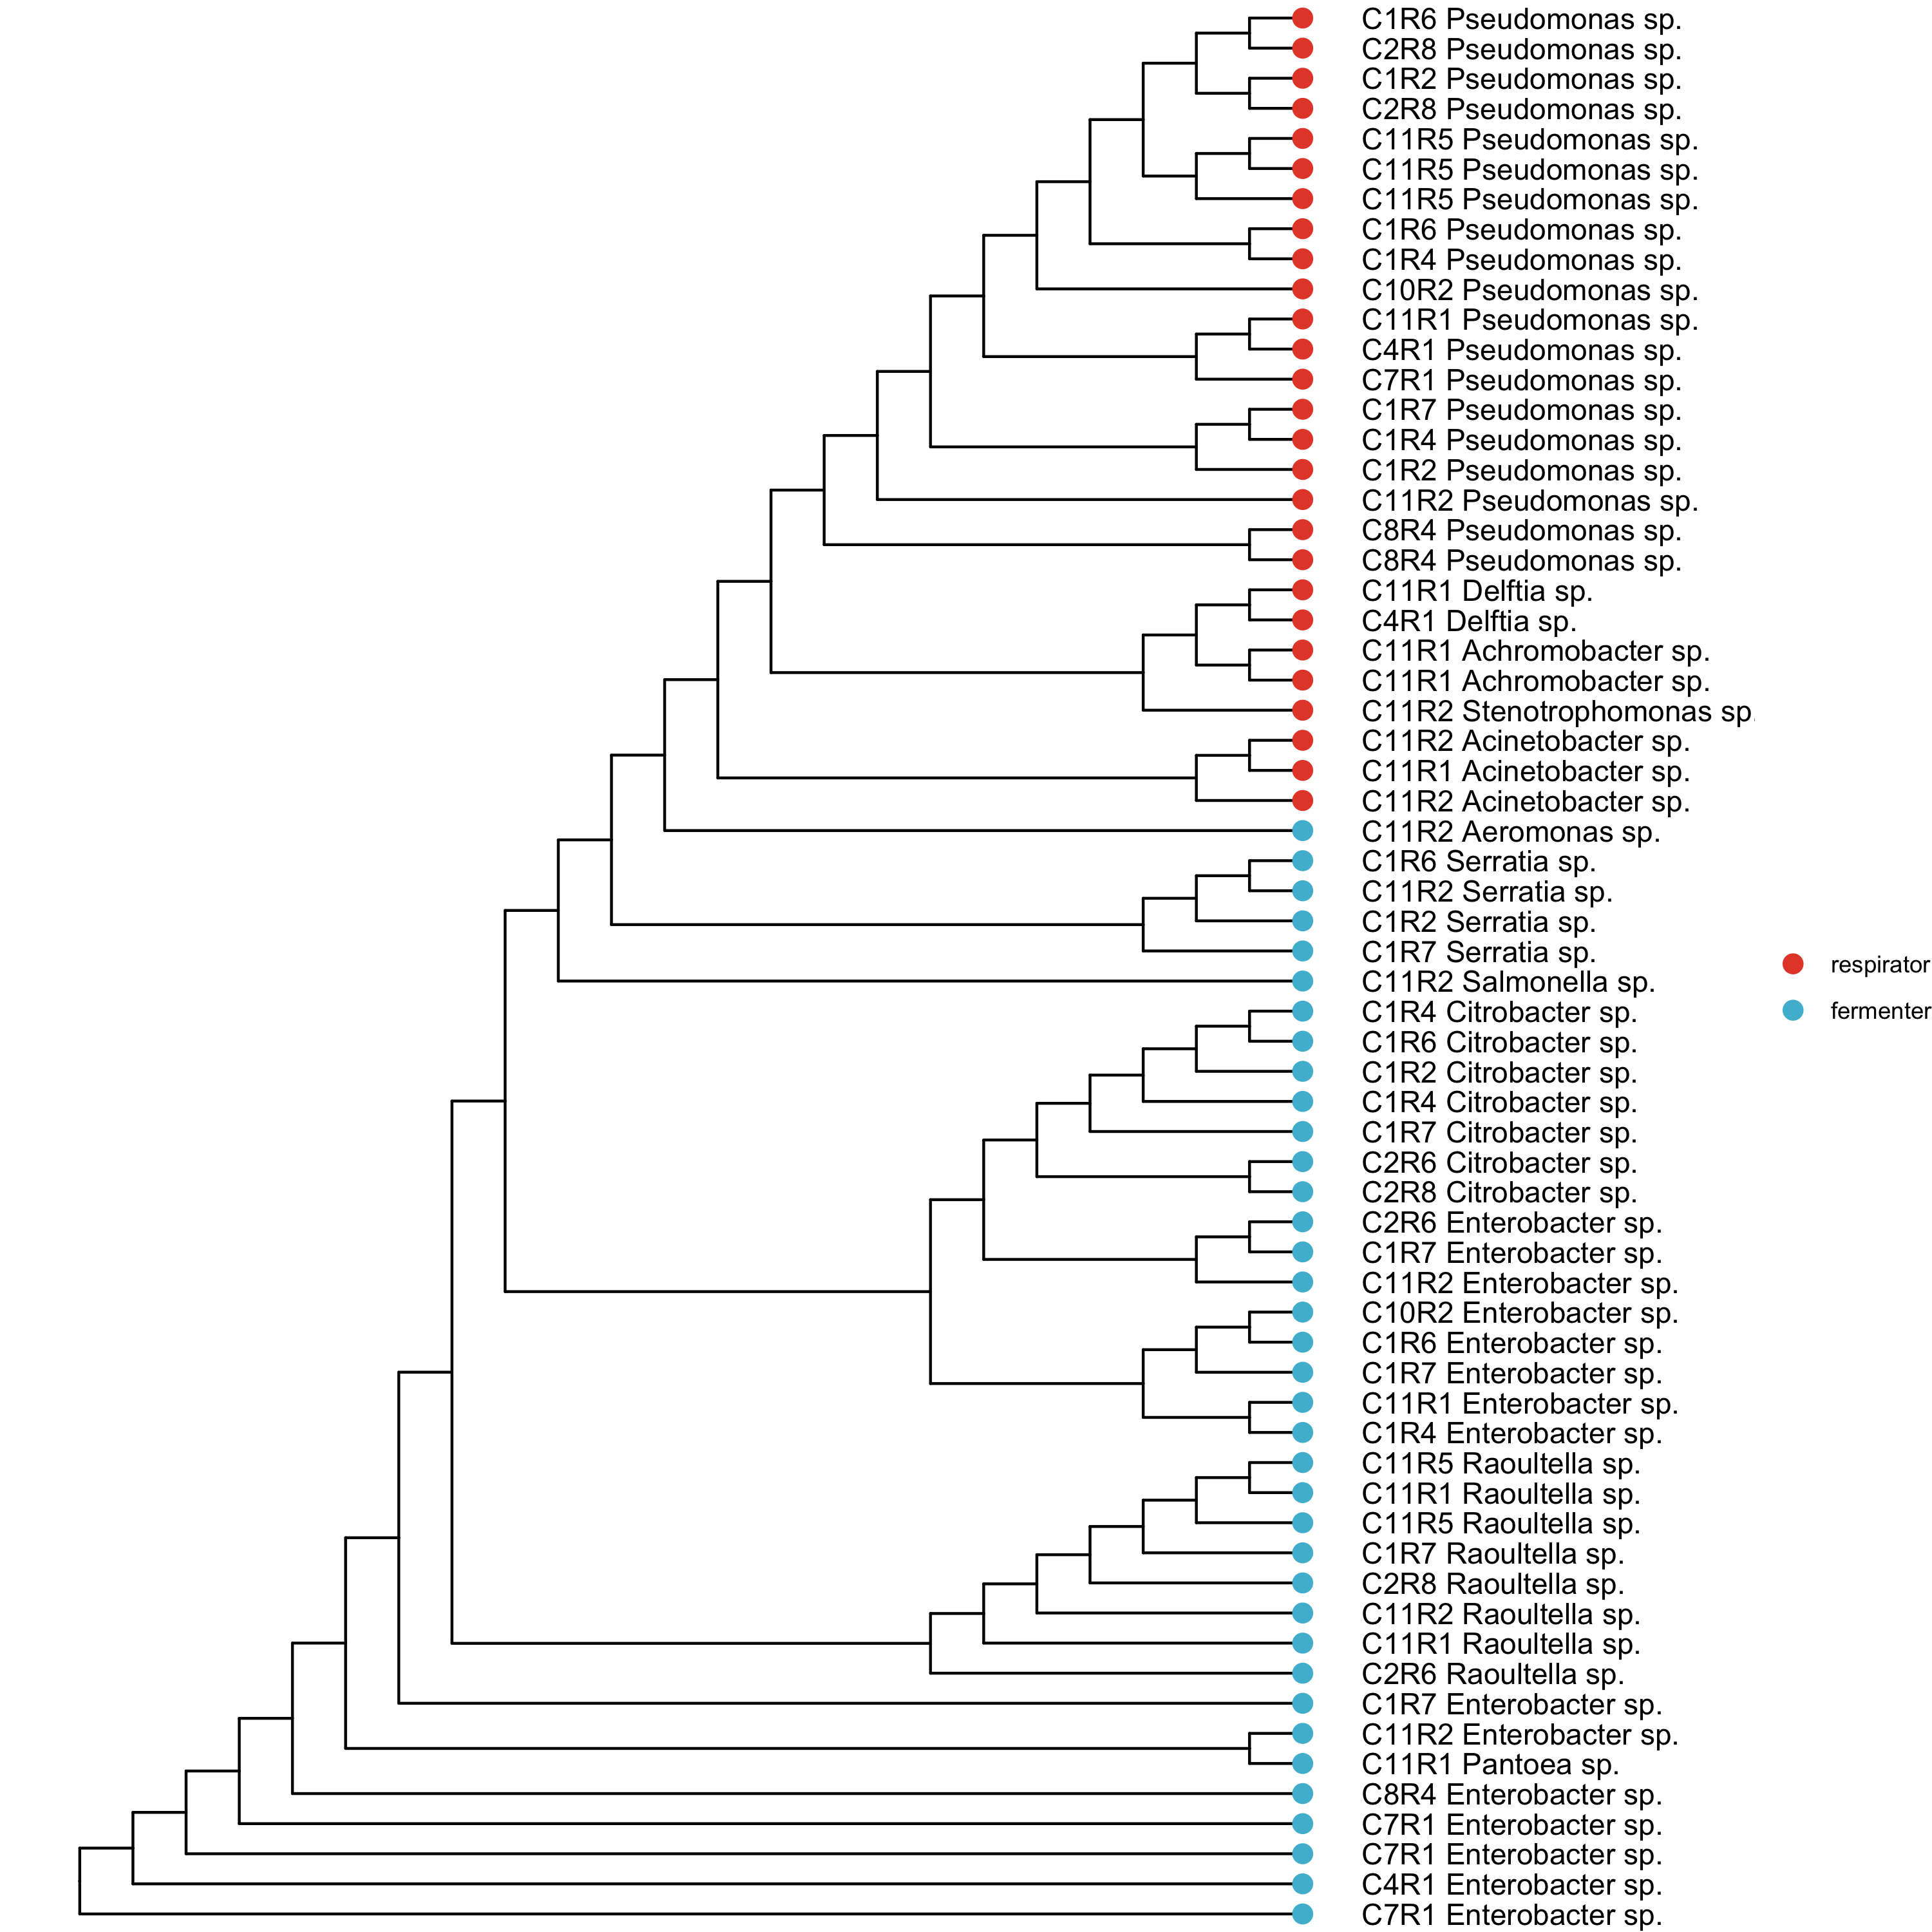 C1R6 Pseudomonas sp.
C2R8 Pseudomonas sp.
C1R2 Pseudomonas sp.
C2R8 Pseudomonas sp.
C11R5 Pseudomonas sp.
C11R5 Pseudomonas sp.
C11R5 Pseudomonas sp.
C1R6 Pseudomonas sp.
C1R4 Pseudomonas sp.
C10R2 Pseudomonas sp.
C11R1 Pseudomonas sp.
C4R1 Pseudomonas sp.
C7R1 Pseudomonas sp.
C1R7 Pseudomonas sp.
C1R4 Pseudomonas sp.
C1R2 Pseudomonas sp.
C11R2 Pseudomonas sp.
C8R4 Pseudomonas sp.
C8R4 Pseudomonas sp.
C11R1 Delftia sp.
C4R1 Delftia sp.
C11R1 Achromobacter sp.
C11R1 Achromobacter sp.
C11R2 Stenotrophomonas sp.
C11R2 Acinetobacter sp.
C11R1 Acinetobacter sp.
C11R2 Acinetobacter sp.
C11R2 Aeromonas sp.
C1R6 Serratia sp.
C11R2 Serratia sp.
C1R2 Serratia sp.
C1R7 Serratia sp.
C11R2 Salmonella sp.
C1R4 Citrobacter sp.
C1R6 Citrobacter sp.
C1R2 Citrobacter sp.
C1R4 Citrobacter sp.
C1R7 Citrobacter sp.
C2R6 Citrobacter sp.
C2R8 Citrobacter sp.
C2R6 Enterobacter sp.
C1R7 Enterobacter sp.
C11R2 Enterobacter sp.
C10R2 Enterobacter sp.
C1R6 Enterobacter sp.
C1R7 Enterobacter sp.
C11R1 Enterobacter sp.
C1R4 Enterobacter sp.
C11R5 Raoultella sp.
C11R1 Raoultella sp.
C11R5 Raoultella sp.
C1R7 Raoultella sp.
C2R8 Raoultella sp.
C11R2 Raoultella sp.
C11R1 Raoultella sp.
C2R6 Raoultella sp.
C1R7 Enterobacter sp.
C11R2 Enterobacter sp.
C11R1 Pantoea sp.
C8R4 Enterobacter sp.
C7R1 Enterobacter sp.
C7R1 Enterobacter sp.
C4R1 Enterobacter sp.
C7R1 Enterobacter sp.
respirator
fermenter